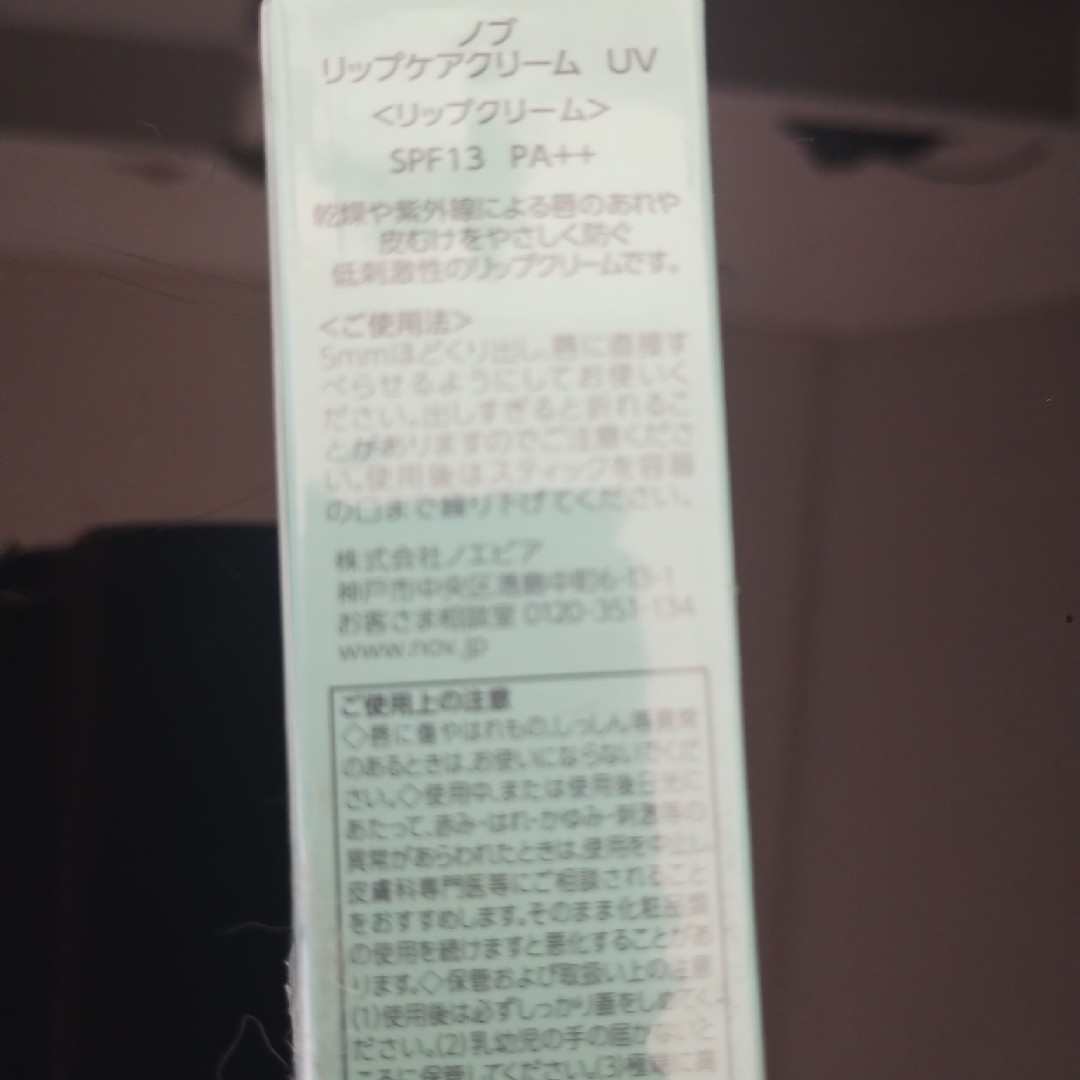 ノブ
リップケアクリーム UV
<リップクリーム>
SPF13 PA++
乾燥や紫外線による唇のあれや
皮むけをやさしく防ぐ
低刺激性のリップクリームです。
<ご使用法>
5mmほどくり出し、唇に直接す
べらせるようにしてお使いく
ださい。出しすぎると折れるこ
とがありますのでご注意くださ
い。使用後はスティックを容器
の口まで繰り下げてください。
株式会社ノエビア
神戸市中央区港島中町6-13-1
お客さま相談室 0120-351-134
www.nov.jp
ご使用上の注意
◇唇に傷やはれもの、しっしん等異常
のあるときは、お使いにならないでくだ
さい。◇使用中、または使用後日光に
あたって、赤み・はれ・かゆみ・刺激等の
異常があらわれたときは、使用を中止し
皮膚科専門医等にご相談されること
をおすすめします。そのまま化粧品類
の使用を続けますと悪化することがあ
ります。◇保管および取扱い上の注意
(1)使用後は必ずしっかり蓋をしめてく
ださい。(2)乳幼児の手の届かないと
ころに保管してください。(3)極端に高